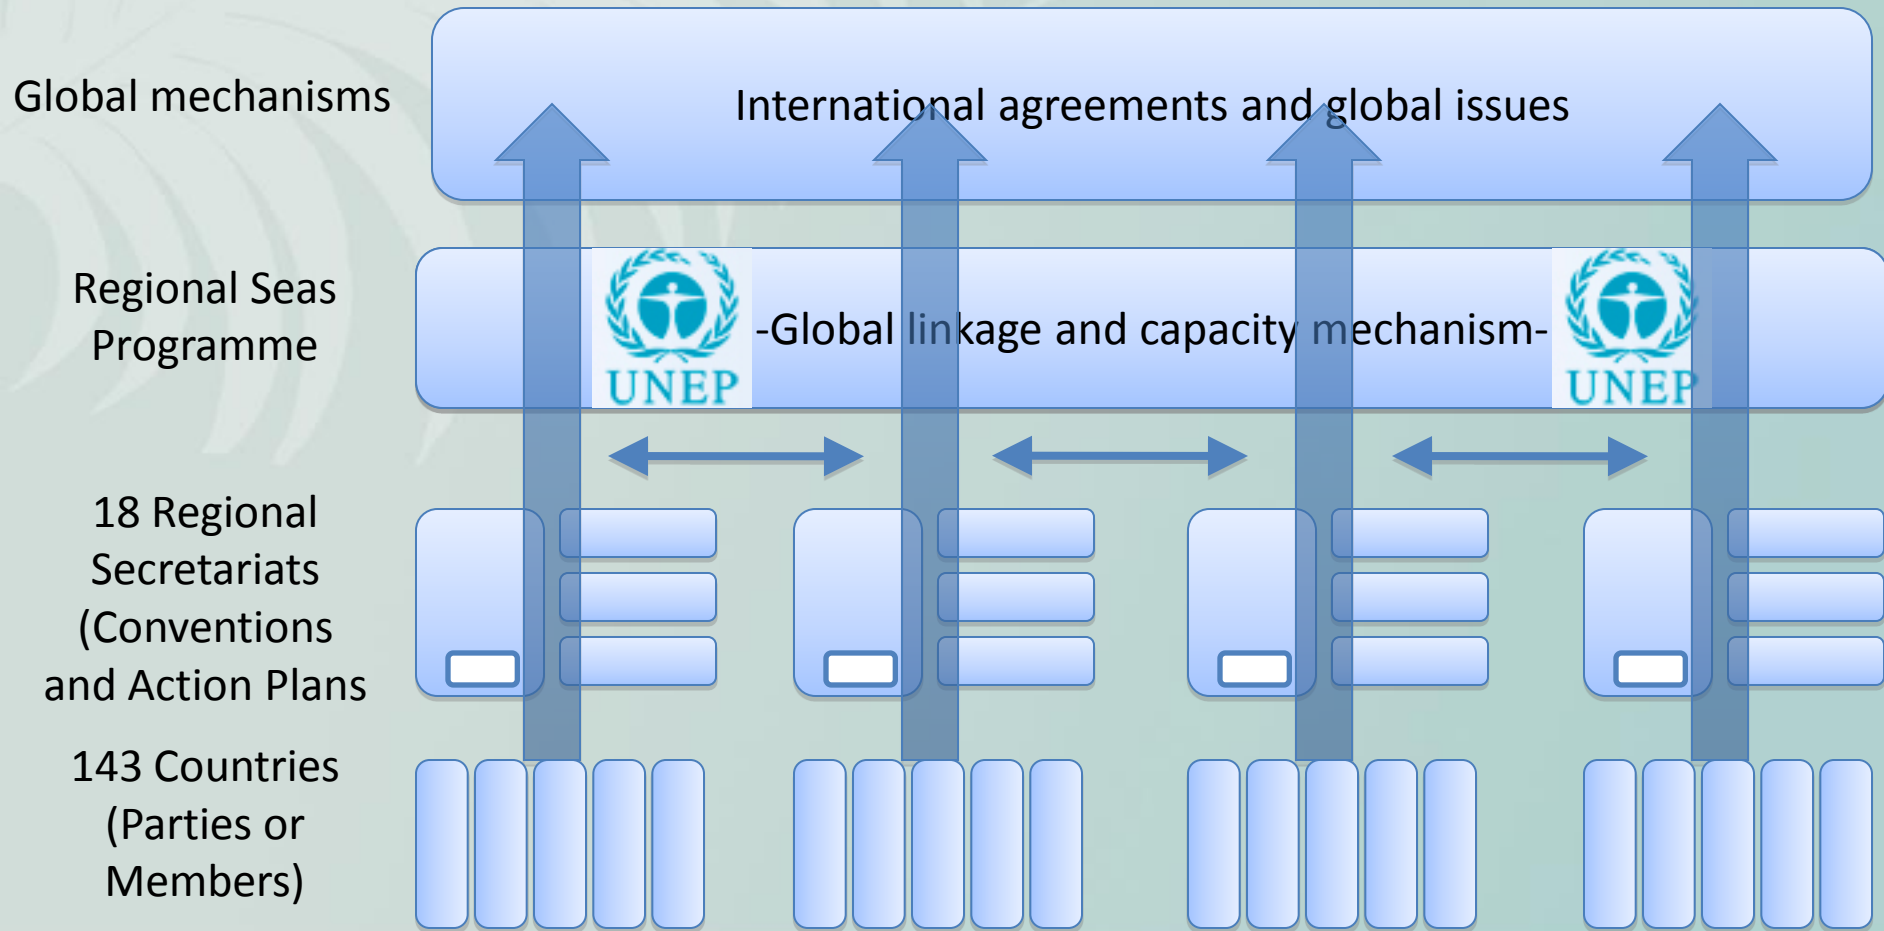 Global mechanisms
International agreements and global issues
Regional Seas
Programme
UNEP
-Global linkage and capacity mechanism-
UNEP
18 Regional
Secretariats
(Conventions
and Action Plans
143 Countries
(Parties or
Members)